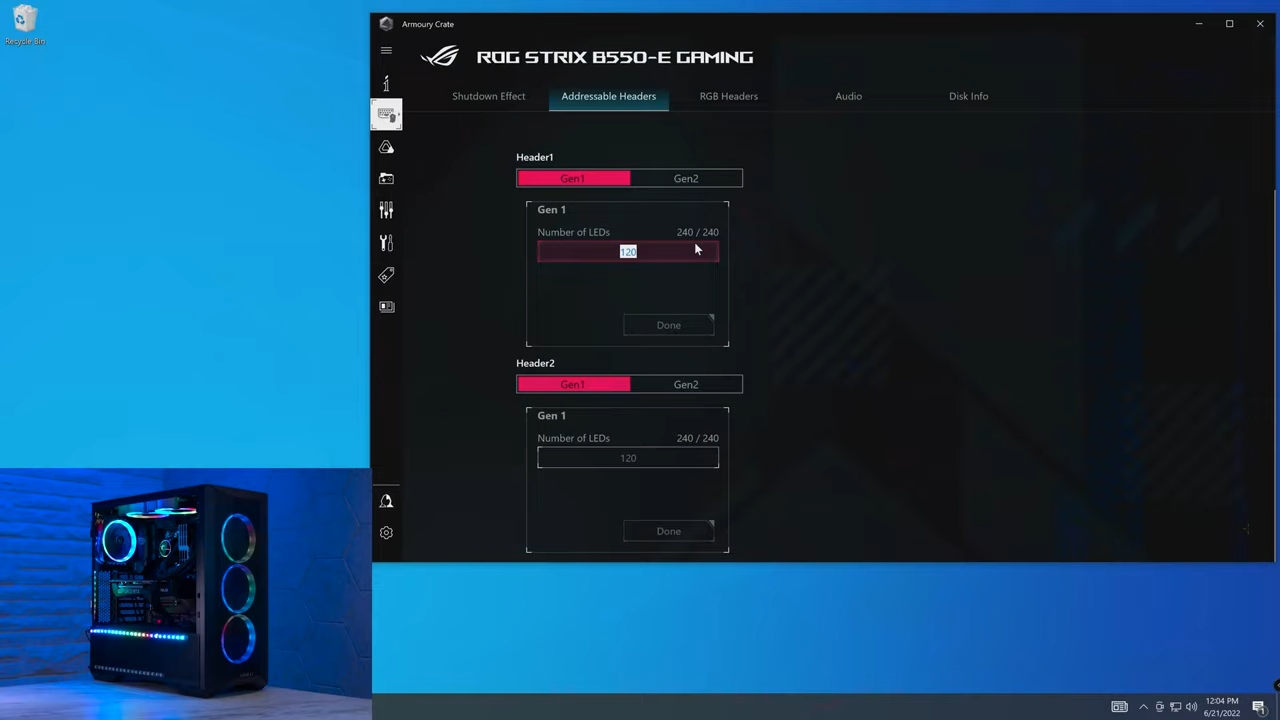 Recycle Bin
Armoury Crate
ROG STRIX B550-E GAMING
Shutdown Effect
Addressable Headers
RGB Headers
Audio
Disk Info
Header1
Gen1
Gen2
Gen 1
Number of LEDs 240 / 240
120
Done
Header2
Gen1
Gen2
Gen 1
Number of LEDs 240 / 240
120
Done
12:04 PM
6/21/2022